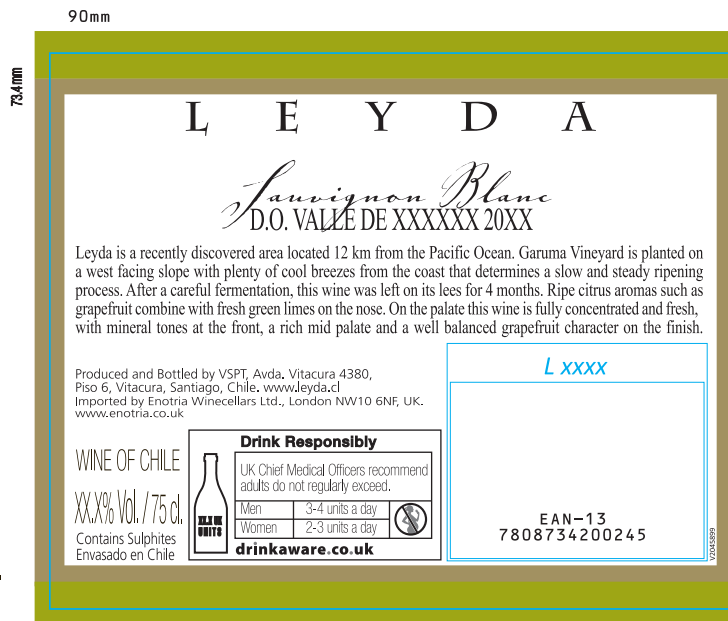 90mm
73.4mm
LEYDA
Sauvignon Blanc
D.O. VALLE DE XXXXXX 20XX
Leyda is a recently discovered area located 12 km from the Pacific Ocean. Garuma Vineyard is planted on
a west facing slope with plenty of cool breezes from the coast that determines a slow and steady ripening
process. After a careful fermentation, this wine was left on its lees for 4 months. Ripe citrus aromas such as
grapefruit combine with fresh green limes on the nose. On the palate this wine is fully concentrated and fresh,
with mineral tones at the front, a rich mid palate and a well balanced grapefruit character on the finish.
Produced and Bottled by VSPT, Avda. Vitacura 4380,
Piso 6, Vitacura, Santiago, Chile. www.leyda.cl
Imported by Enotria Winecellars Ltd., London NW10 6NF, UK.
www.enotria.co.uk
WINE OF CHILE
XX.X% Vol. / 75 cl.
Contains Sulphites
Envasado en Chile
UNITS
Drink Responsibly
UK Chief Medical Officers recommend
adults do not regularly exceed.
Men 3-4 units a day
Women 2-3 units a day
drinkaware.co.uk
L xxxx
EAN-13
7808734200245
V2045899